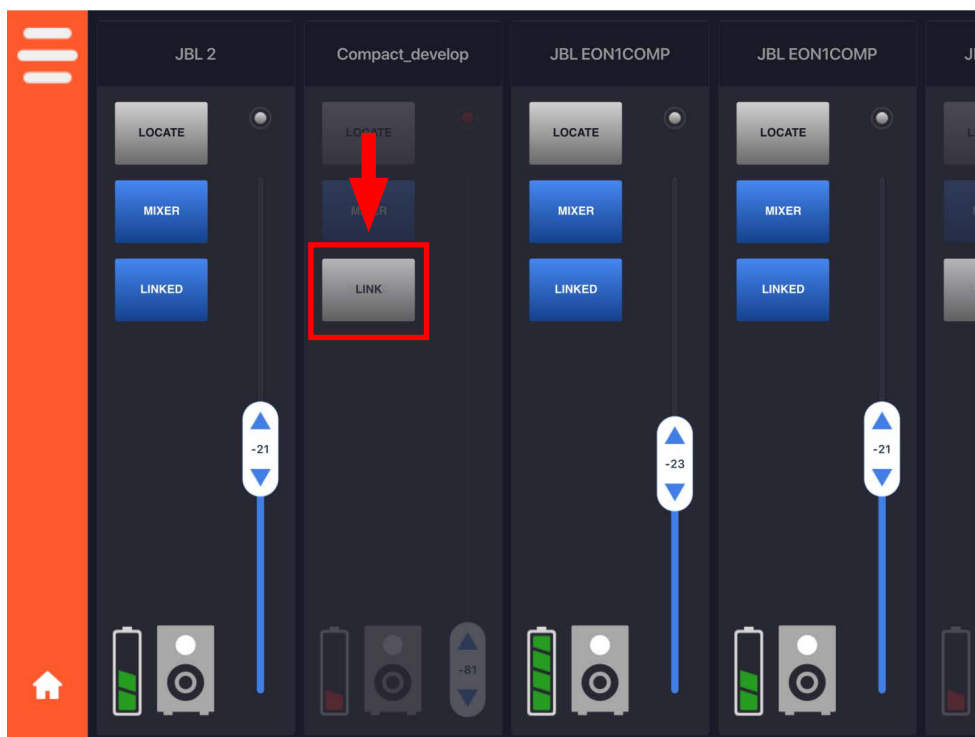 JBL 2
Compact_develop
JBL EON1COMP
JBL EON1COMP
LOCATE
LOCATE
LOCATE
LOCATE
MIXER
MIXER
MIXER
MIXER
LINKED
LINK
LINKED
LINKED
-21
-23
-21
-81